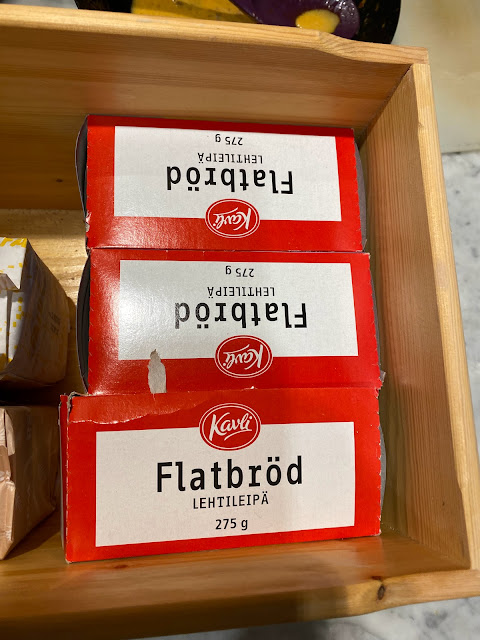 275 g
LEHTILEIPÄ
Flatbröd
Kavli
275 g
LEHTILEIPÄ
Flatbröd
Kavli
Kavli
Flatbröd
LEHTILEIPÄ
275 g